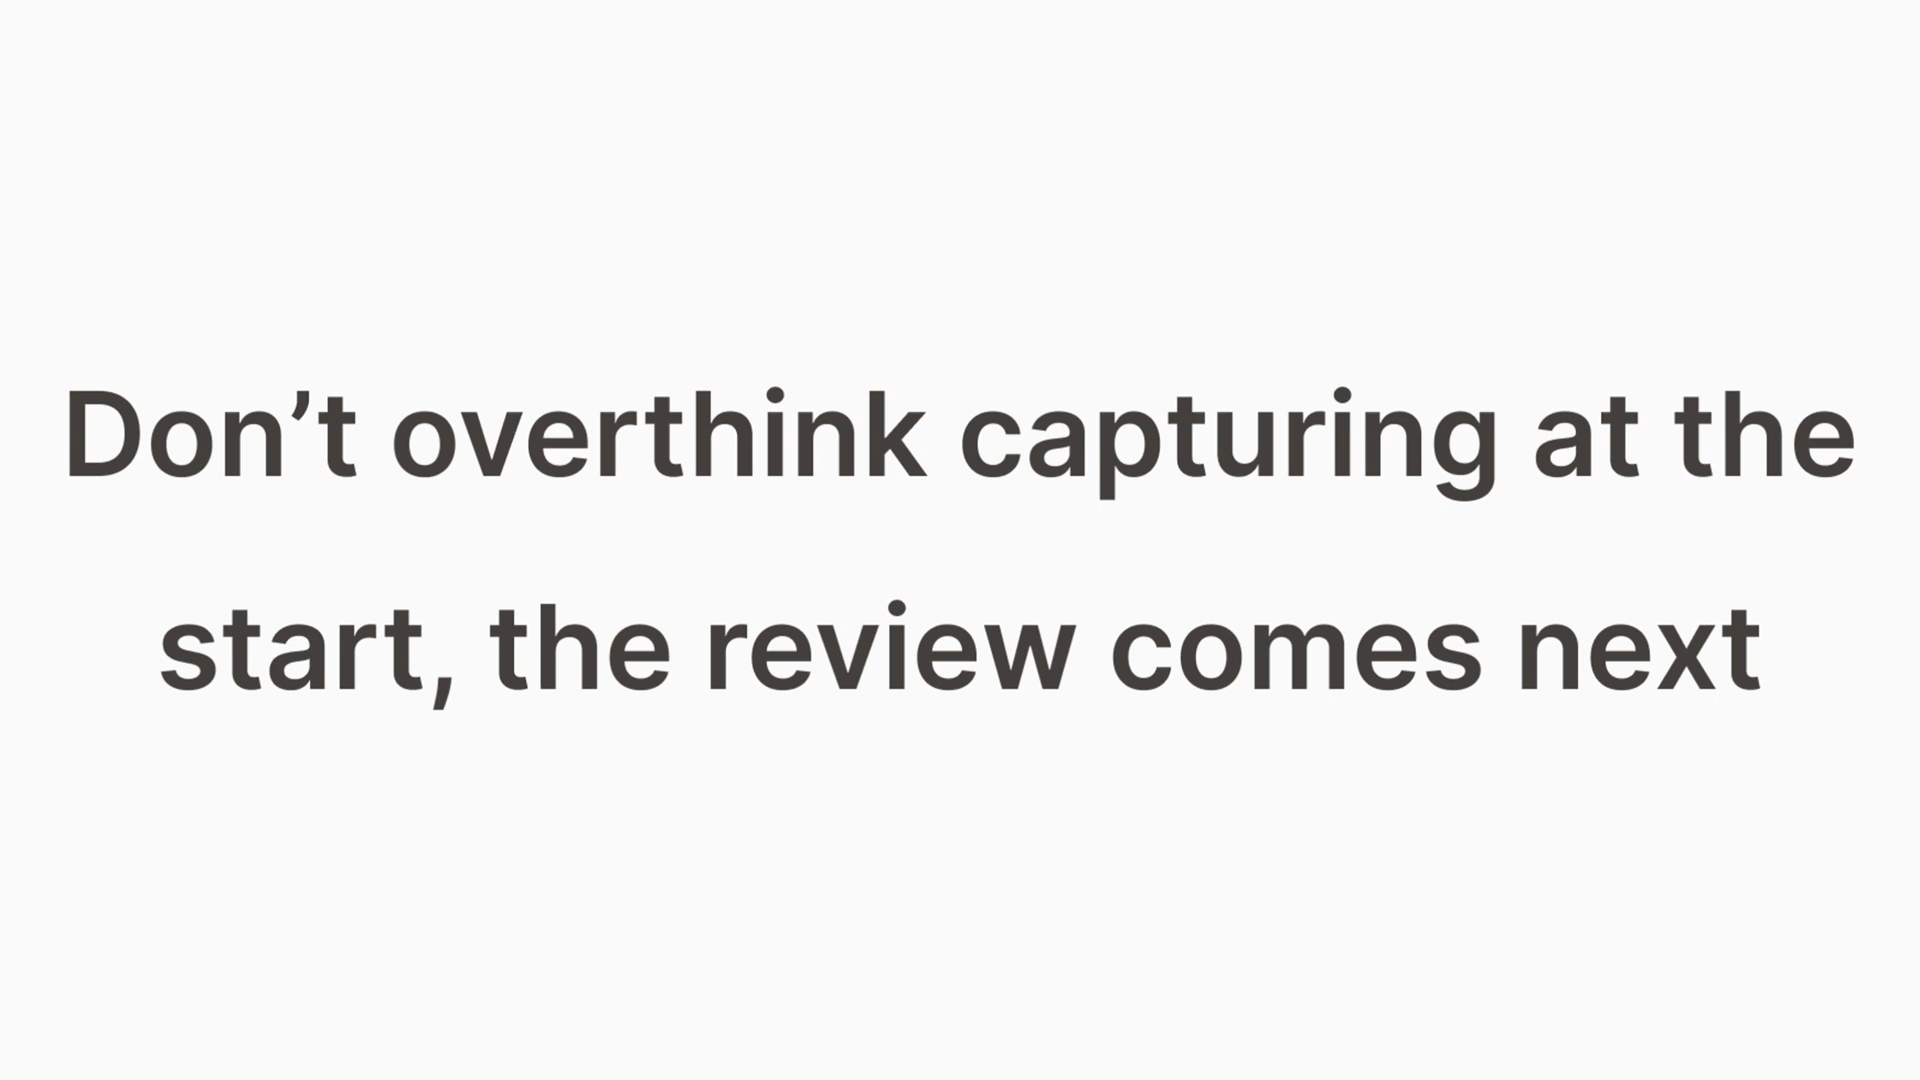 Don’t overthink capturing at the
start, the review comes next